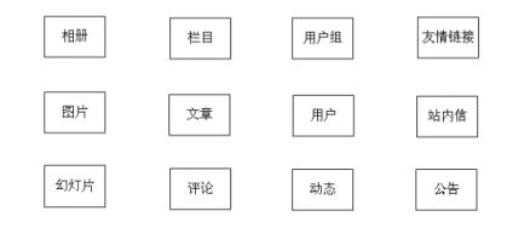 相册 栏目 用户组 友情链接
图片 文章 用户 站内信
幻灯片 评论 动态 公告